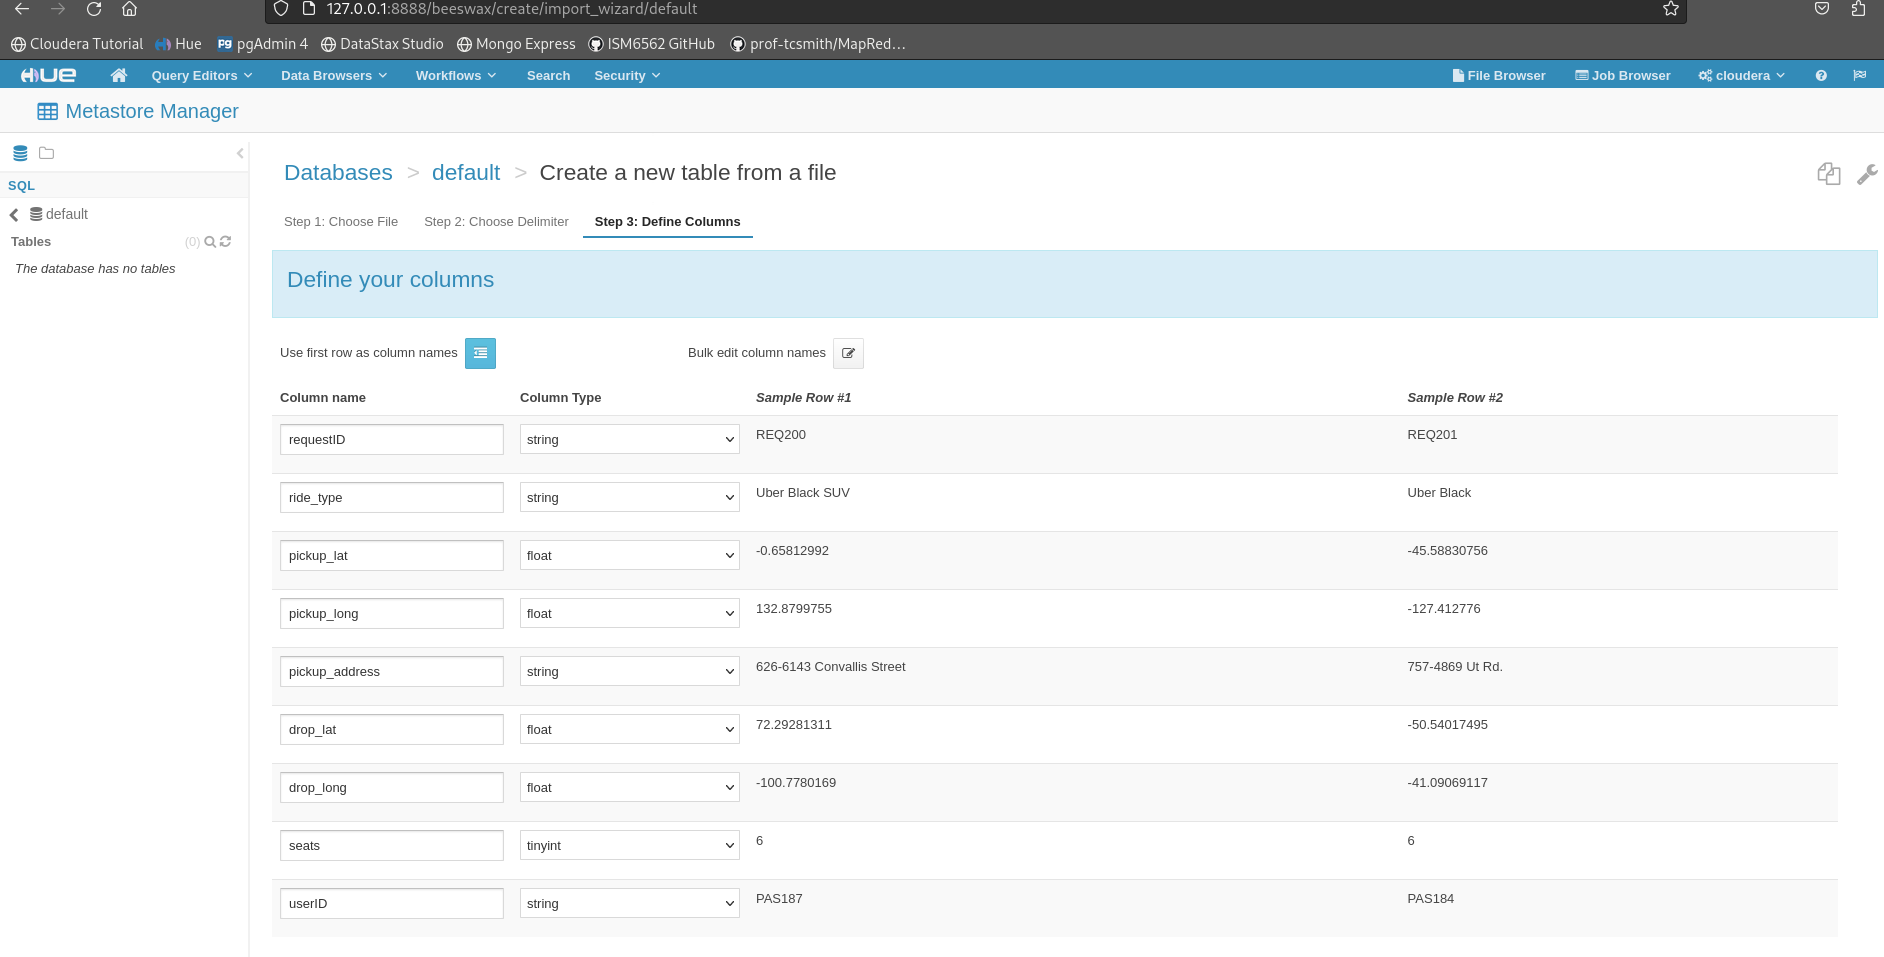 127.0.0.1:8888/beeswax/create/import_wizard/default
Cloudera Tutorial Hue pg pgAdmin 4 DataStax Studio Mongo Express ISM6562 GitHub prof-tcsmith/MapRed…
HUE Query Editors Data Browsers Workflows Search Security File Browser Job Browser cloudera ?
Metastore Manager
SQL
default
Tables (0)
The database has no tables
Databases > default > Create a new table from a file
Step 1: Choose File Step 2: Choose Delimiter Step 3: Define Columns
Define your columns
Use first row as column names Bulk edit column names
Column name Column Type Sample Row #1 Sample Row #2
requestID string REQ200 REQ201
ride_type string Uber Black SUV Uber Black
pickup_lat float -0.65812992 -45.58830756
pickup_long float 132.8799755 -127.412776
pickup_address string 626-6143 Convallis Street 757-4869 Ut Rd.
drop_lat float 72.29281311 -50.54017495
drop_long float -100.7780169 -41.09069117
seats tinyint 6 6
userID string PAS187 PAS184